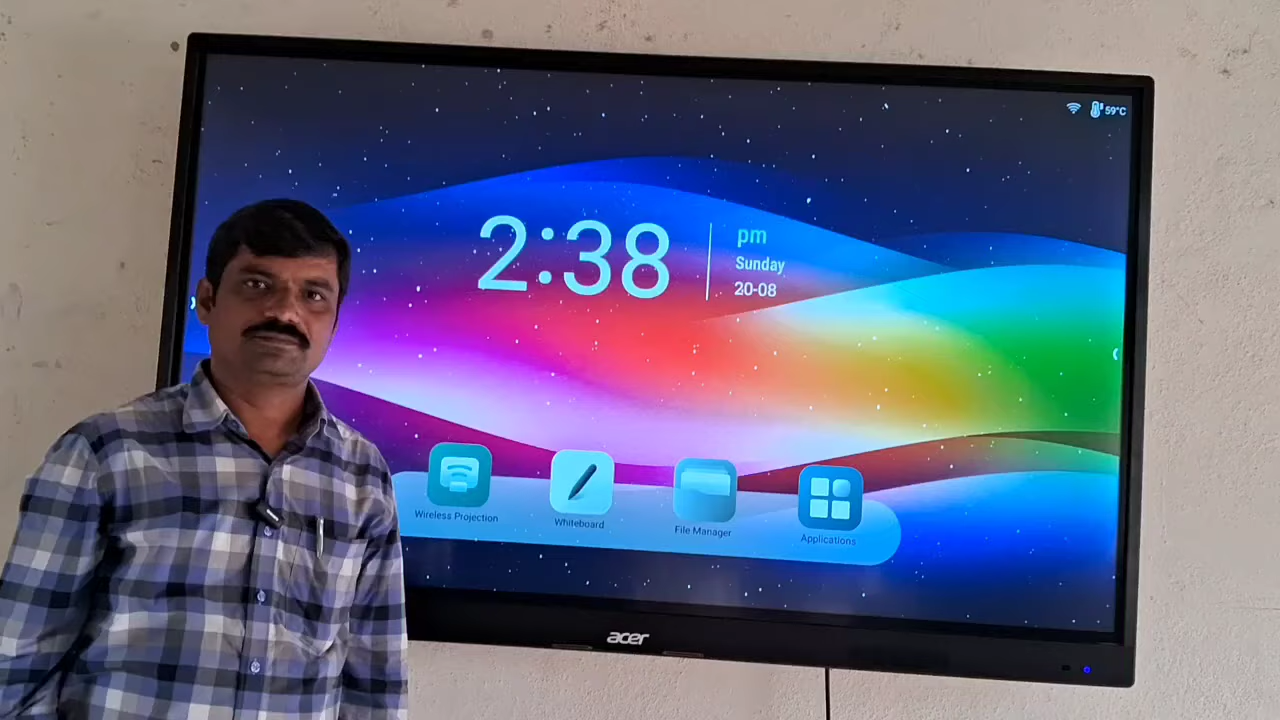 59°C
2:38
pm
Sunday
20-08
Wireless Projection
Whiteboard
File Manager
Applications
acer